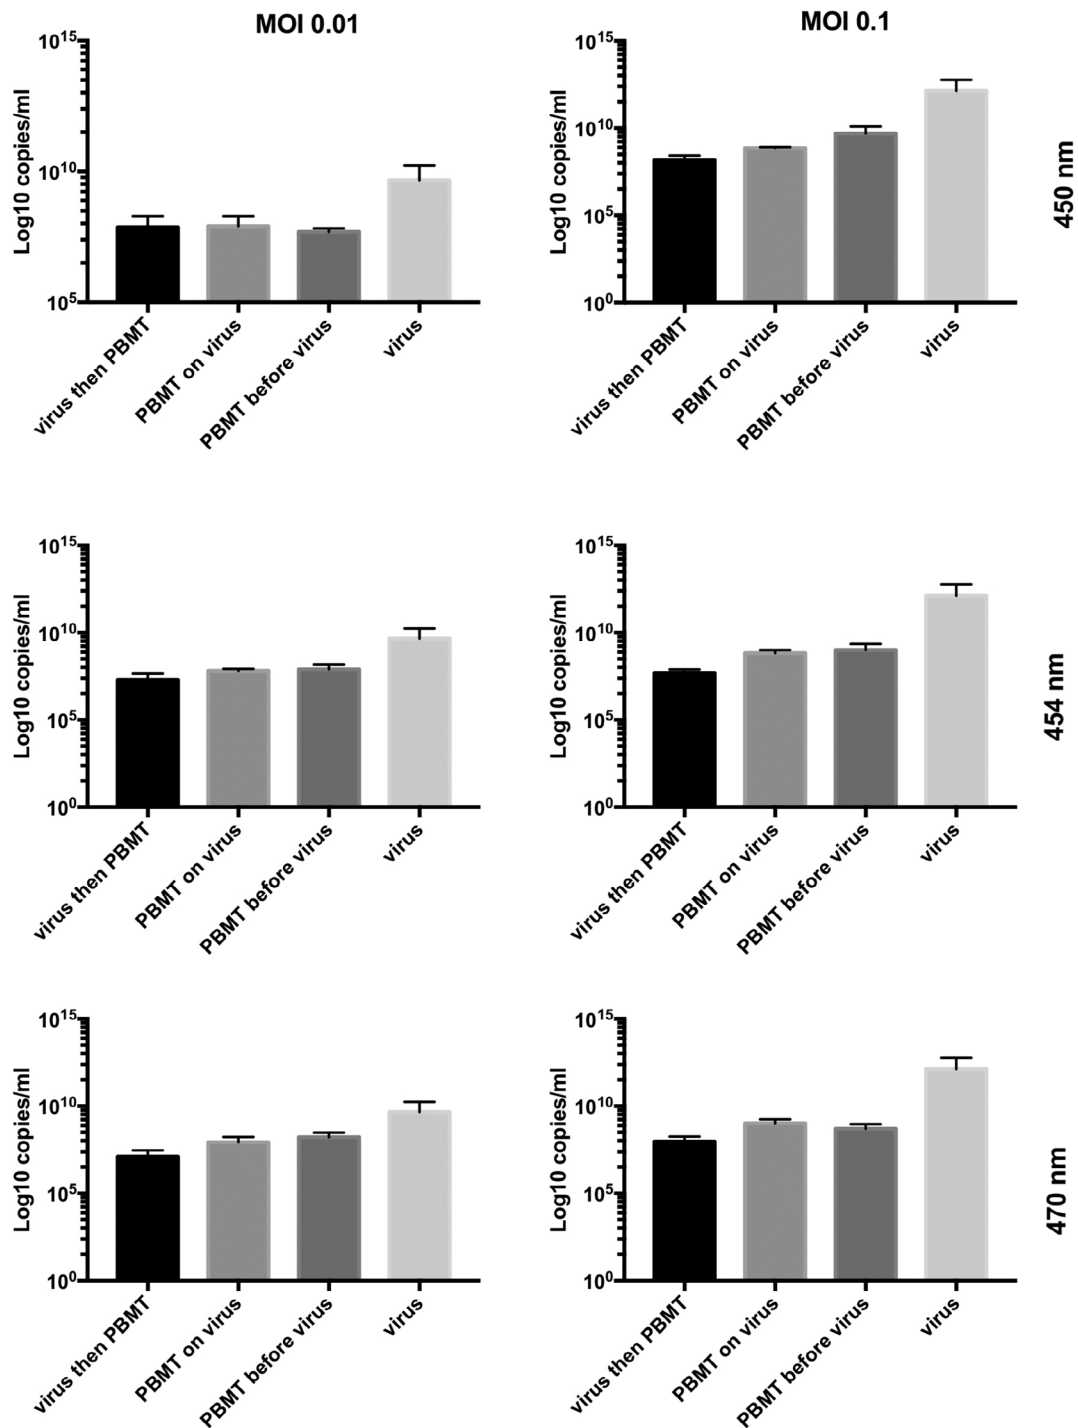 MOI 0.01
MOI 0.1
10^15
10^10
10^5
Log10 copies/ml
virus then PBMT
PBMT on virus
PBMT before virus
virus
10^15
10^10
10^5
10^0
Log10 copies/ml
virus then PBMT
PBMT on virus
PBMT before virus
virus
450 nm
10^15
10^10
10^5
10^0
Log10 copies/ml
virus then PBMT
PBMT on virus
PBMT before virus
virus
10^15
10^10
10^5
10^0
Log10 copies/ml
virus then PBMT
PBMT on virus
PBMT before virus
virus
454 nm
10^15
10^10
10^5
10^0
Log10 copies/ml
virus then PBMT
PBMT on virus
PBMT before virus
virus
10^15
10^10
10^5
10^0
Log10 copies/ml
virus then PBMT
PBMT on virus
PBMT before virus
virus
470 nm